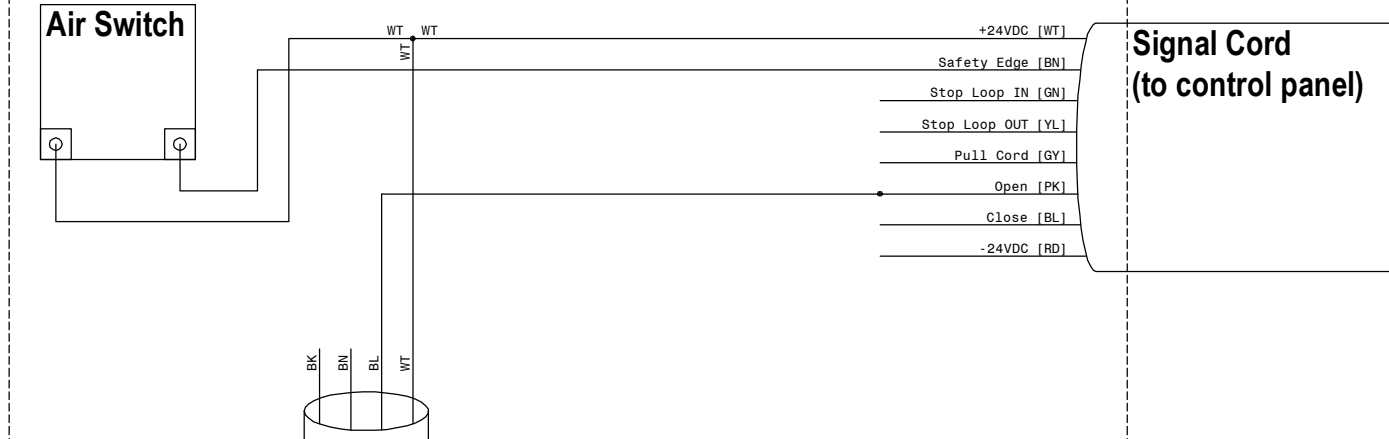 Air Switch
WT WT
WT
+24VDC [WT]
Signal Cord
(to control panel)
Safety Edge [BN]
Stop Loop IN [GN]
Stop Loop OUT [YL]
Pull Cord [GY]
Open [PK]
Close [BL]
-24VDC [RD]
BK BN BL WT